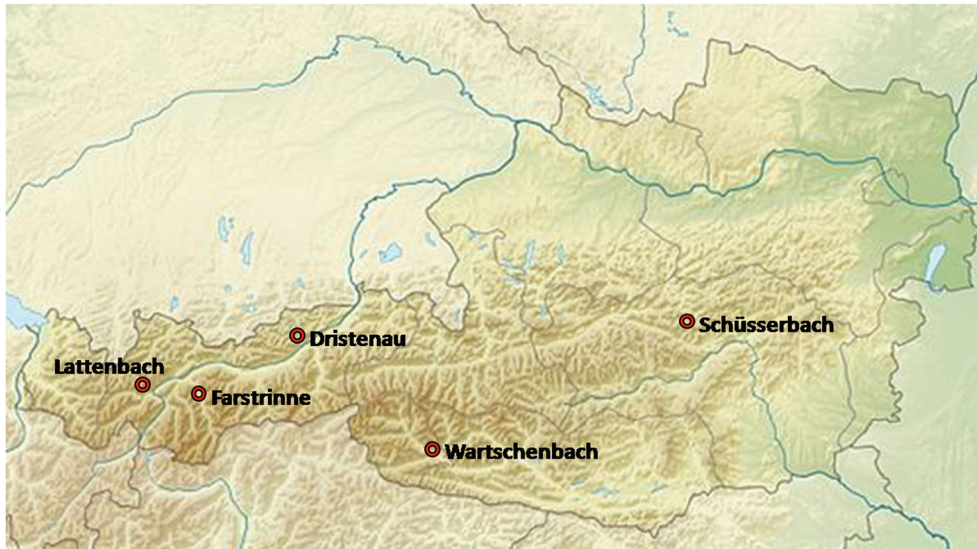 Schüsserbach
Dristenau
Lattenbach
Farstrinne
Wartschenbach